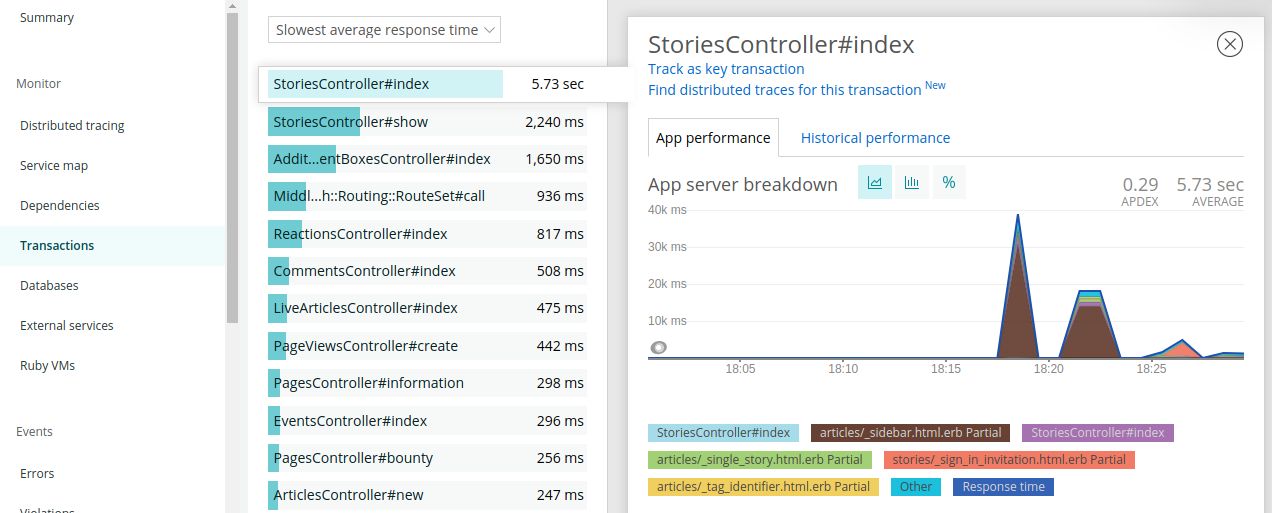 Summary
Monitor
Distributed tracing
Service map
Dependencies
Transactions
Databases
External services
Ruby VMs
Events
Errors
Violations
Slowest average response time
StoriesController#index 5.73 sec
StoriesController#show 2,240 ms
Addit...entBoxesController#index 1,650 ms
Middl...h::Routing::RouteSet#call 936 ms
ReactionsController#index 817 ms
CommentsController#index 508 ms
LiveArticlesController#index 475 ms
PageViewsController#create 442 ms
PagesController#information 298 ms
EventsController#index 296 ms
PagesController#bounty 256 ms
ArticlesController#new 247 ms
StoriesController#index
Track as key transaction
Find distributed traces for this transaction New
App performance Historical performance
App server breakdown % 0.29 5.73 sec
APDEX AVERAGE
40k ms
30k ms
20k ms
10k ms
18:05 18:10 18:15 18:20 18:25
StoriesController#index articles/_sidebar.html.erb Partial StoriesController#index
articles/_single_story.html.erb Partial stories/_sign_in_invitation.html.erb Partial
articles/_tag_identifier.html.erb Partial Other Response time